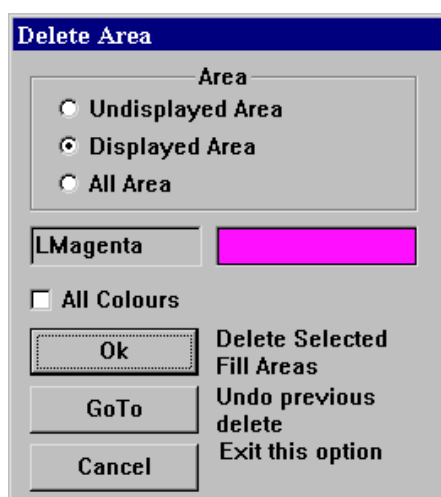 Delete Area
Area
Undisplayed Area
Displayed Area
All Area
LMagenta
All Colours
Ok
Delete Selected
Fill Areas
GoTo
Undo previous
delete
Cancel
Exit this option